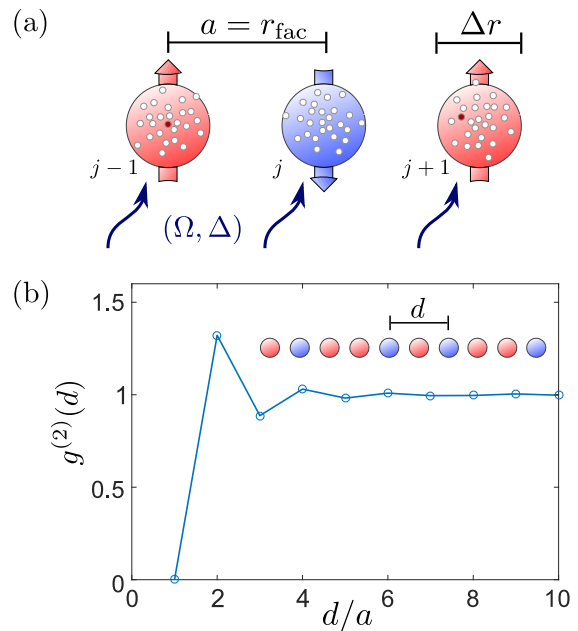 (a)
a = r_fac
Δr
j − 1
j
j + 1
(Ω, Δ)
(b)
1.5
1
0.5
0
g^(2)(d)
d
0 2 4 6 8 10
d/a